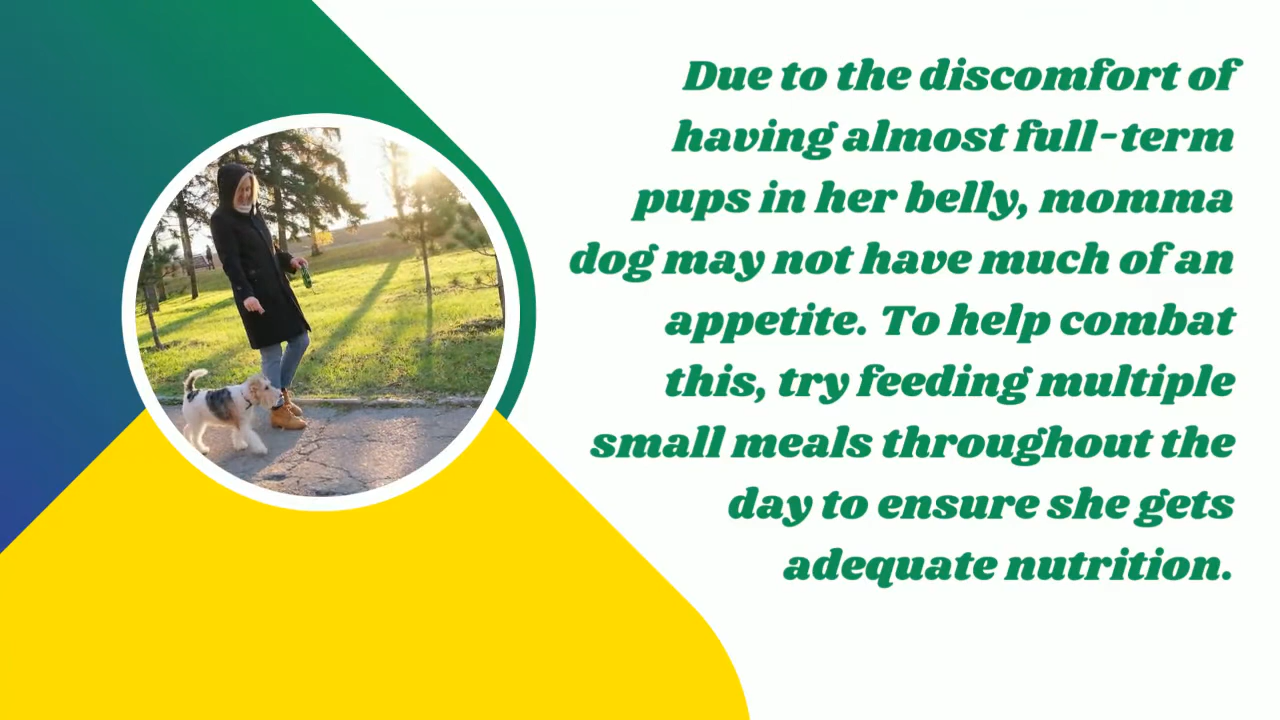 Due to the discomfort of
having almost full-term
pups in her belly, momma
dog may not have much of an
appetite. To help combat
this, try feeding multiple
small meals throughout the
day to ensure she gets
adequate nutrition.